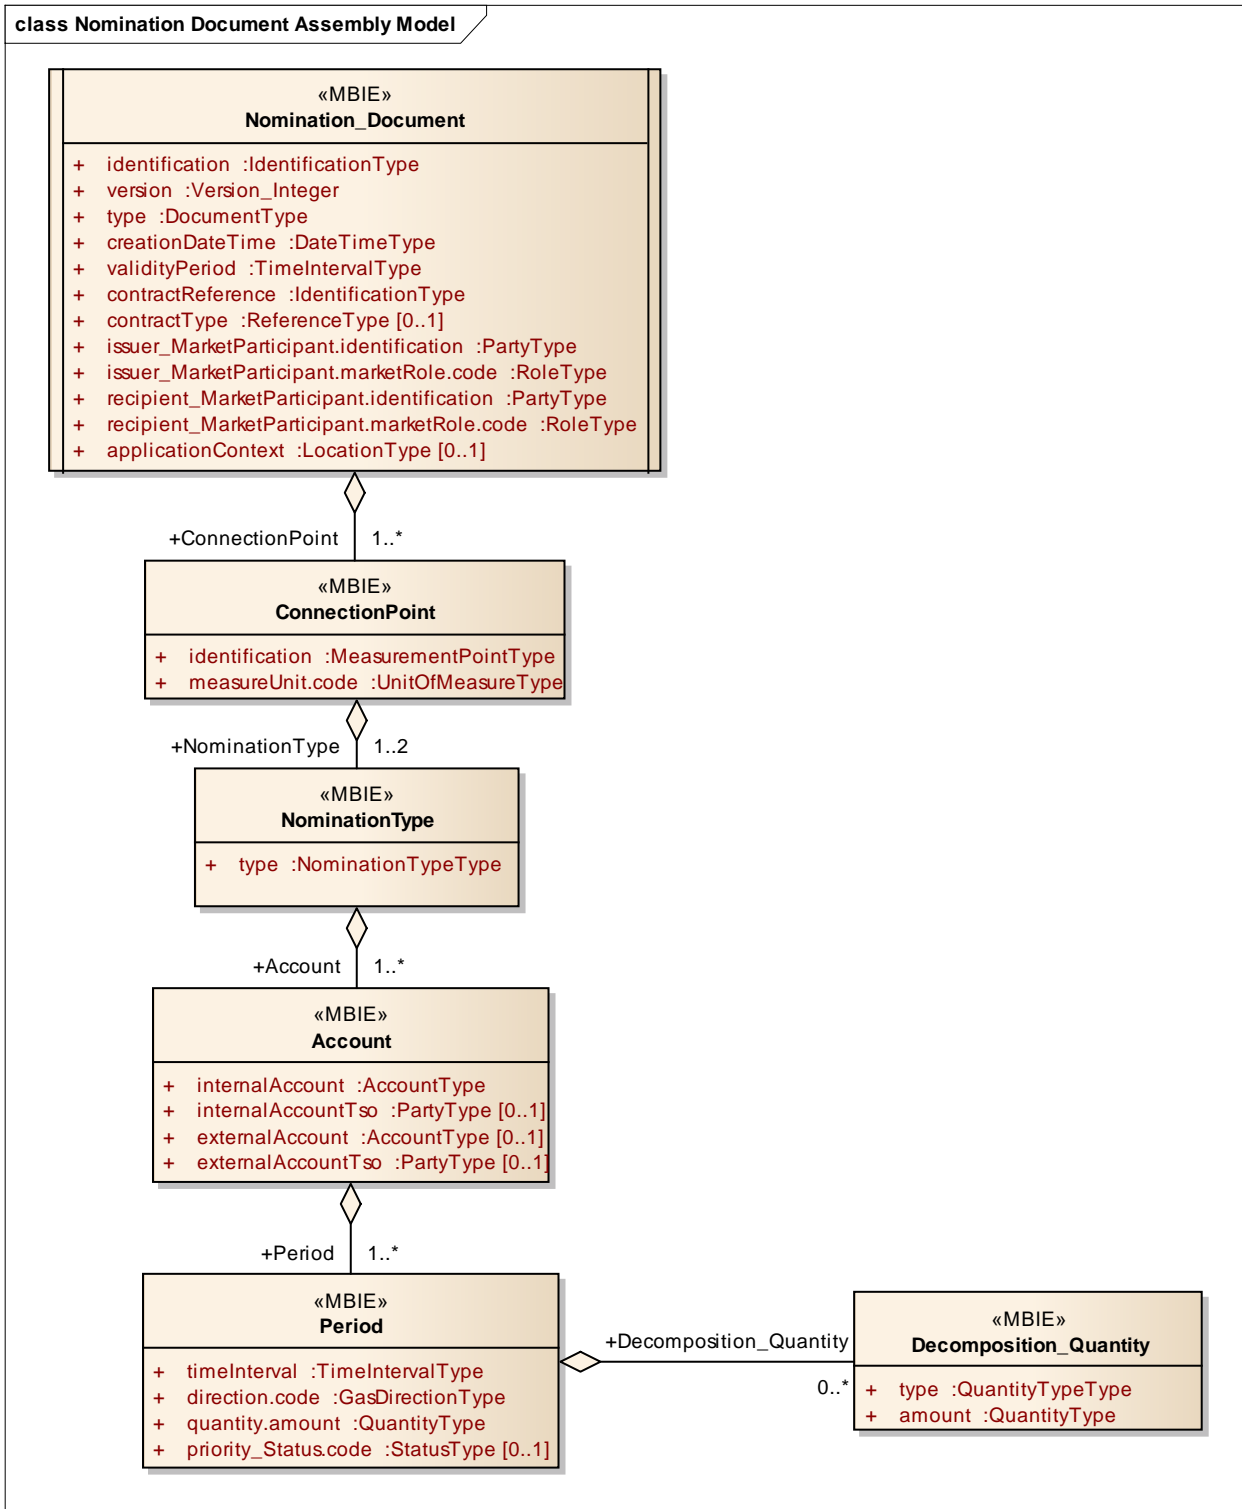 class Nomination Document Assembly Model
«MBIE»
Nomination_Document
+ identification :IdentificationType
+ version :Version_Integer
+ type :DocumentType
+ creationDateTime :DateTimeType
+ validityPeriod :TimeIntervalType
+ contractReference :IdentificationType
+ contractType :ReferenceType [0..1]
+ issuer_MarketParticipant.identification :PartyType
+ issuer_MarketParticipant.marketRole.code :RoleType
+ recipient_MarketParticipant.identification :PartyType
+ recipient_MarketParticipant.marketRole.code :RoleType
+ applicationContext :LocationType [0..1]
+ConnectionPoint 1..*
«MBIE»
ConnectionPoint
+ identification :MeasurementPointType
+ measureUnit.code :UnitOfMeasureType
+NominationType 1..2
«MBIE»
NominationType
+ type :NominationTypeType
+Account 1..*
«MBIE»
Account
+ internalAccount :AccountType
+ internalAccountTso :PartyType [0..1]
+ externalAccount :AccountType [0..1]
+ externalAccountTso :PartyType [0..1]
+Period 1..*
«MBIE»
Period
+ timeInterval :TimeIntervalType
+ direction.code :GasDirectionType
+ quantity.amount :QuantityType
+ priority_Status.code :StatusType [0..1]
+Decomposition_Quantity
0..*
«MBIE»
Decomposition_Quantity
+ type :QuantityTypeType
+ amount :QuantityType